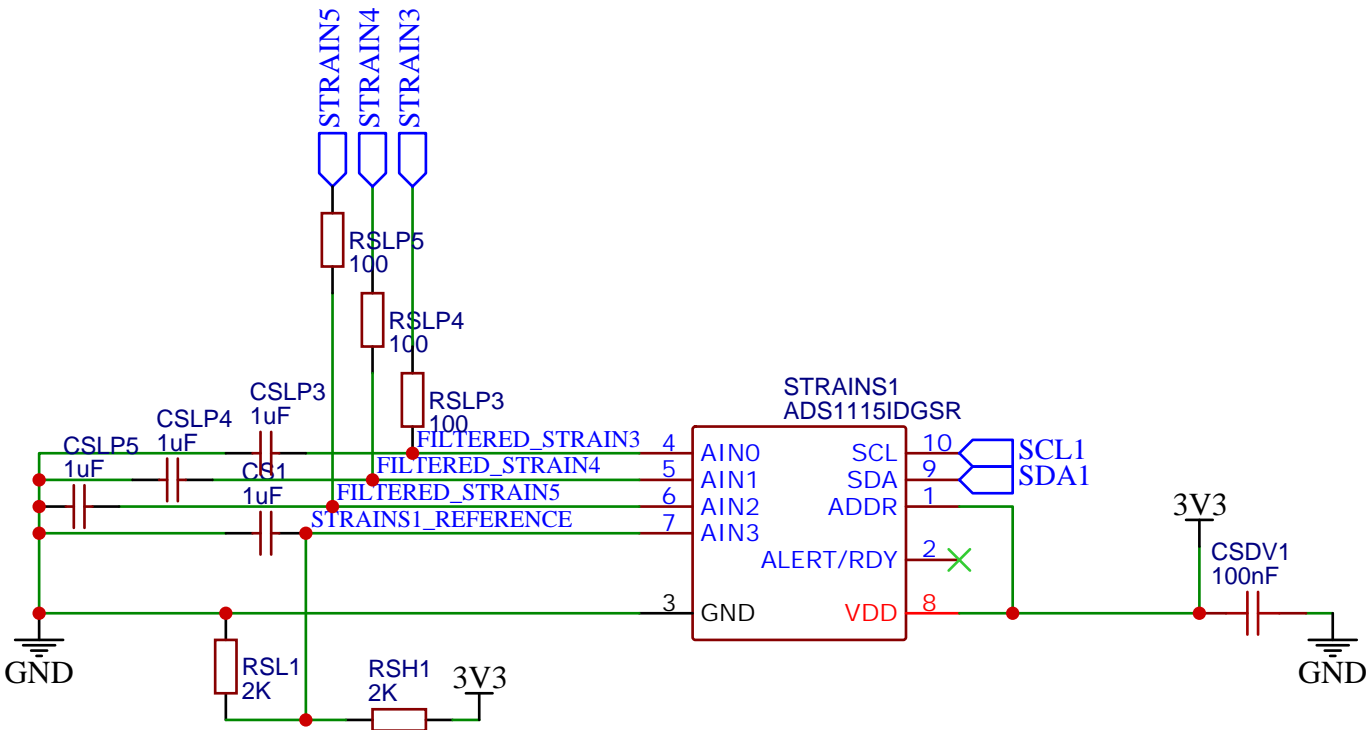 STRAIN5
STRAIN4
STRAIN3
RSLP5
100
RSLP4
100
RSLP3
100
CSLP3
1uF
CSLP4
1uF
CSLP5
1uF
CS1
1uF
FILTERED_STRAIN3
FILTERED_STRAIN4
FILTERED_STRAIN5
STRAINS1_REFERENCE
STRAINS1
ADS1115IDGSR
4 AIN0
5 AIN1
6 AIN2
7 AIN3
3 GND
SCL 10 SCL1
SDA 9 SDA1
ADDR 1
ALERT/RDY 2
VDD 8
3V3
CSDV1
100nF
GND
GND
RSL1
2K
RSH1
2K
3V3